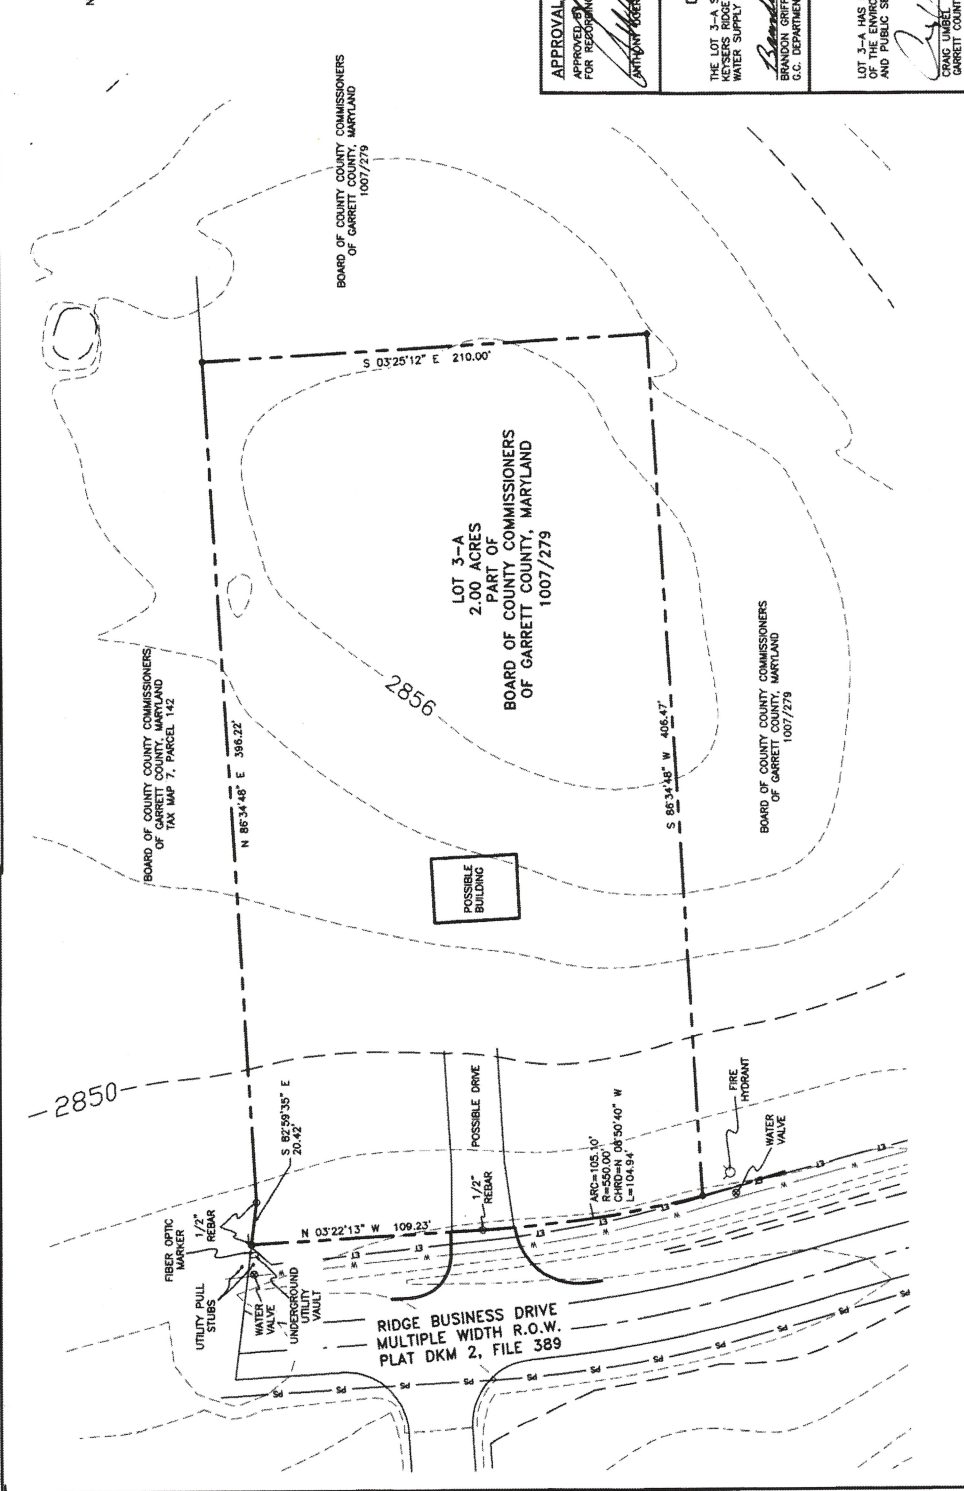 BOARD OF COUNTY COUNTY COMMISSIONERS
OF GARRETT COUNTY, MARYLAND
TAX MAP 7, PARCEL 142
BOARD OF COUNTY COUNTY COMMISSIONERS
OF GARRETT COUNTY, MARYLAND
1007/279
2850
N 86°34'48" E 396.22'
S 82°59'35" E
20.42'
S 03°25'12" E 210.00'
FIBER OPTIC
MARKER
1/2"
REBAR
UTILITY PULL
STUBS
WATER
VALVE
UNDERGROUND
UTILITY
VAULT
N 03°22'13" W 109.23'
1/2"
REBAR
POSSIBLE DRIVE
POSSIBLE
BUILDING
2856
LOT 3-A
2.00 ACRES
PART OF
BOARD OF COUNTY COUNTY COMMISSIONERS
OF GARRETT COUNTY, MARYLAND
1007/279
RIDGE BUSINESS DRIVE
MULTIPLE WIDTH R.O.W.
PLAT DKM 2, FILE 389
ARC=105.10'
R=550.00'
CHRD=N 08°50'40" W
L=104.94'
S 86°34'48" W 406.47'
FIRE
HYDRANT
WATER
VALVE
BOARD OF COUNTY COUNTY COMMISSIONERS
OF GARRETT COUNTY, MARYLAND
1007/279
APPROVAL
APPROVED BY
FOR RECORDING
ANTHONY
THE LOT 3-A S
KEYSERS RIDGE
WATER SUPPLY
BRANDON GRIFF
G.C. DEPARTMEN
LOT 3-A HAS
OF THE ENVIRO
AND PUBLIC SE
CRAIG UMBEL
GARRETT COUNT